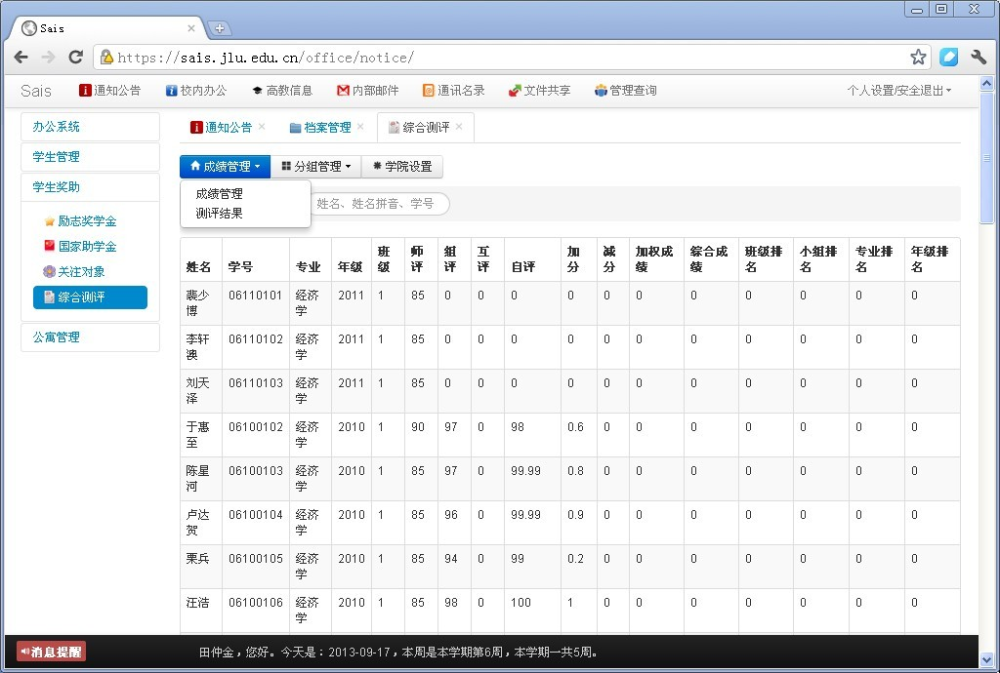 Sais
https://sais.jlu.edu.cn/office/notice/
Sais 通知公告 校内办公 高教信息 内部邮件 通讯名录 文件共享 管理查询 个人设置/安全退出
办公系统
学生管理
学生奖助
励志奖学金
国家助学金
关注对象
综合测评
公寓管理
通知公告 × 档案管理 × 综合测评 ×
成绩管理 分组管理 学院设置
成绩管理
测评结果
姓名、姓名拼音、学号
姓名 学号 专业 年级 班级 师评 组评 互评 自评 加分 减分 加权成绩 综合成绩 班级排名 小组排名 专业排名 年级排名
裴少博 06110101 经济学 2011 1 85 0 0 0 0 0 0 0 0 0 0 0
李轩澳 06110102 经济学 2011 1 85 0 0 0 0 0 0 0 0 0 0 0
刘天泽 06110103 经济学 2011 1 85 0 0 0 0 0 0 0 0 0 0 0
于惠至 06100102 经济学 2010 1 90 97 0 98 0.6 0 0 0 0 0 0 0
陈星河 06100103 经济学 2010 1 85 97 0 99.99 0.8 0 0 0 0 0 0 0
卢达贺 06100104 经济学 2010 1 85 96 0 99.99 0.9 0 0 0 0 0 0 0
栗兵 06100105 经济学 2010 1 85 94 0 99 0.2 0 0 0 0 0 0 0
汪浩 06100106 经济学 2010 1 85 98 0 100 1 0 0 0 0 0 0 0
消息提醒 田仲金，您好。今天是：2013-09-17，本周是本学期第6周，本学期一共5周。